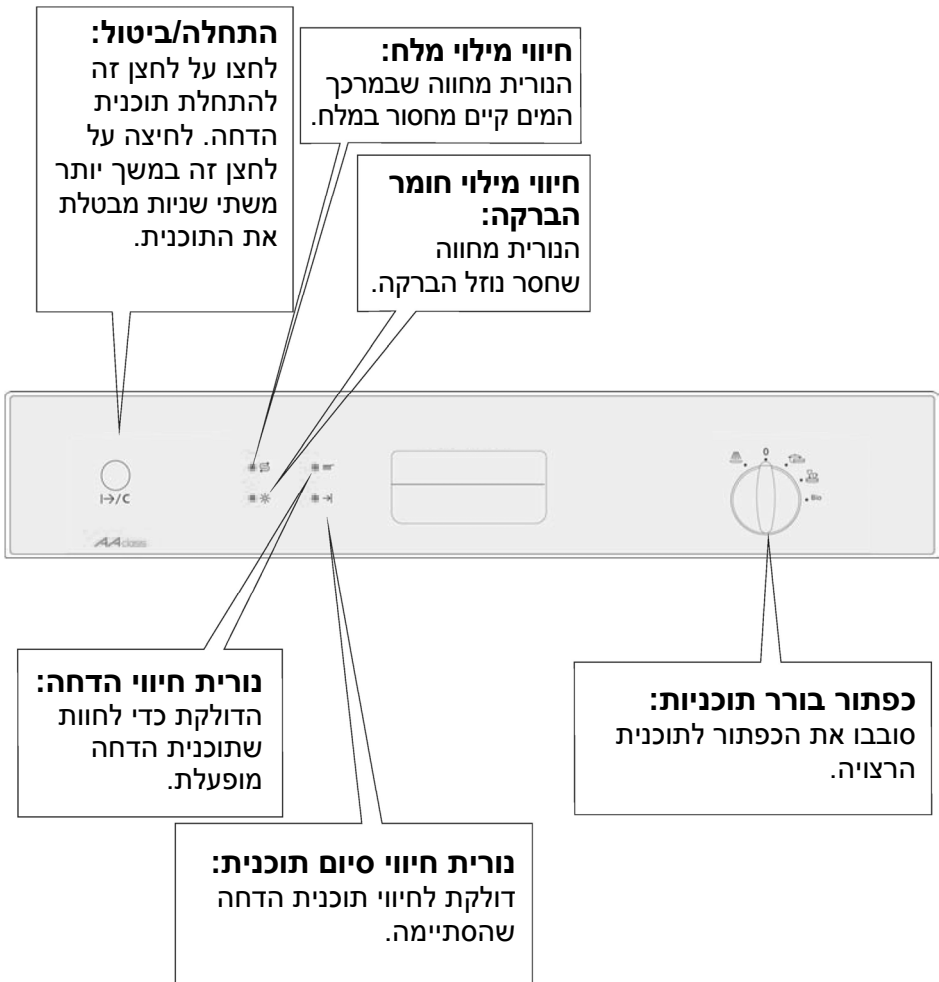 התחלה/ביטול:
לחצו על לחצן זה
להתחלת תוכנית
הדחה. לחיצה על
לחצן זה במשך יותר
משתי שניות מבטלת
את התוכנית.
חיווי מילוי מלח:
הנורית מחווה שבמרכך
המים קיים מחסור במלח.
חיווי מילוי חומר
הברקה:
הנורית מחווה
שחסר נוזל הברקה.
I→/C
AA class
0
נורית חיווי הדחה:
הדולקת כדי לחוות
שתוכנית הדחה
מופעלת.
כפתור בורר תוכניות:
סובבו את הכפתור לתוכנית
הרצויה.
נורית חיווי סיום תוכנית:
דולקת לחיווי תוכנית הדחה
שהסתיימה.